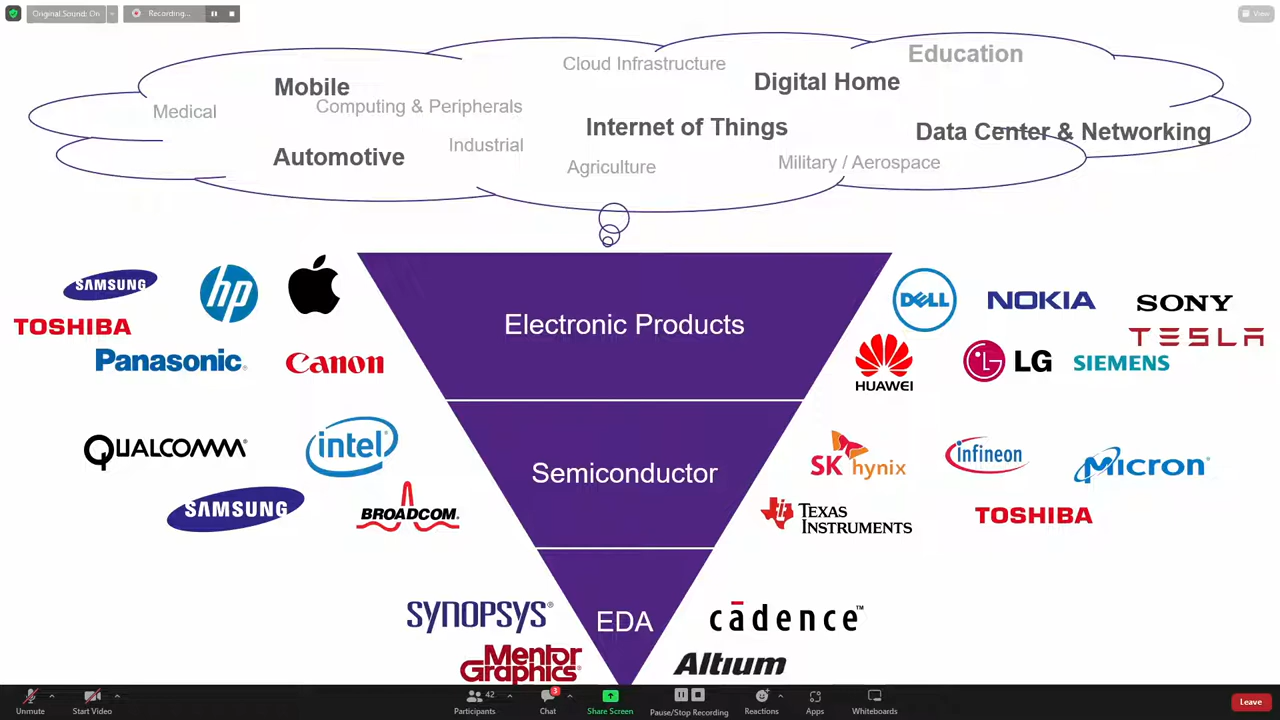 Original Sound: On
Recording...
View
Education
Cloud Infrastructure
Mobile
Digital Home
Medical
Computing & Peripherals
Internet of Things
Data Center & Networking
Industrial
Automotive
Agriculture
Military / Aerospace
SAMSUNG
hp
TOSHIBA
Panasonic
Canon
Electronic Products
DELL
NOKIA
SONY
TESLA
HUAWEI
LG
SIEMENS
QUALCOMM®
intel
SAMSUNG
BROADCOM.
Semiconductor
SK hynix
infineon
Micron®
TEXAS
INSTRUMENTS
TOSHIBA
SYNOPSYS®
Mentor
Graphics®
EDA
cādence™
Altium
Unmute
Start Video
42
Participants
3
Chat
Share Screen
Pause/Stop Recording
Reactions
Apps
Whiteboards
Leave